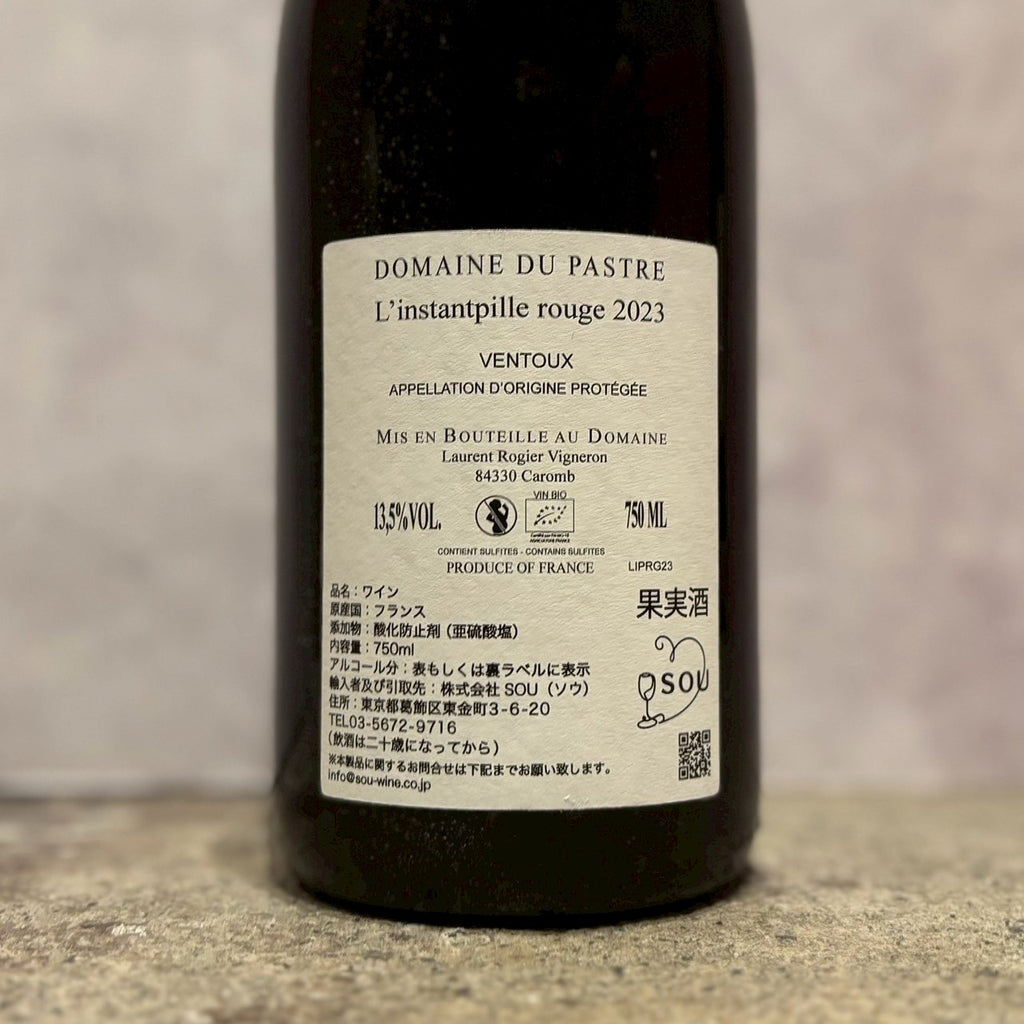 DOMAINE DU PASTRE
L'instantpille rouge 2023
VENTOUX
APPELLATION D'ORIGINE PROTÉGÉE
MIS EN BOUTEILLE AU DOMAINE
Laurent Rogier Vigneron
84330 Caromb
13,5%VOL.
VIN BIO
750 ML
CONTIENT SULFITES - CONTAINS SULFITES
PRODUCE OF FRANCE
LIPRG23
品名：ワイン
原産国：フランス
添加物：酸化防止剤（亜硫酸塩）
内容量：750ml
アルコール分：表もしくは裏ラベルに表示
輸入者及び引取先：株式会社 SOU（ソウ）
住所：東京都葛飾区東金町3-6-20
TEL03-5672-9716
（飲酒は二十歳になってから）
※本製品に関するお問合せは下記までお願い致します。
info@sou-wine.co.jp
果実酒
SOU